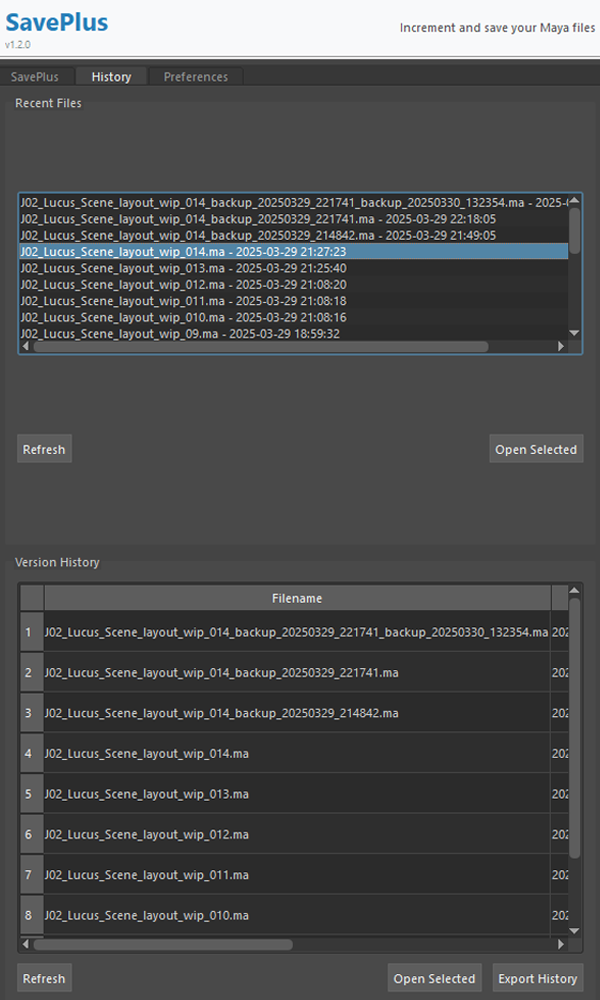 SavePlus
v1.2.0
Increment and save your Maya files
SavePlus
History
Preferences
Recent Files
J02_Lucus_Scene_layout_wip_014_backup_20250329_221741_backup_20250330_132354.ma - 2025-
J02_Lucus_Scene_layout_wip_014_backup_20250329_221741.ma - 2025-03-29 22:18:05
J02_Lucus_Scene_layout_wip_014_backup_20250329_214842.ma - 2025-03-29 21:49:05
J02_Lucus_Scene_layout_wip_014.ma - 2025-03-29 21:27:23
J02_Lucus_Scene_layout_wip_013.ma - 2025-03-29 21:25:40
J02_Lucus_Scene_layout_wip_012.ma - 2025-03-29 21:08:20
J02_Lucus_Scene_layout_wip_011.ma - 2025-03-29 21:08:18
J02_Lucus_Scene_layout_wip_010.ma - 2025-03-29 21:08:16
J02_Lucus_Scene_layout_wip_09.ma - 2025-03-29 18:59:32
Refresh
Open Selected
Version History
Filename
1 J02_Lucus_Scene_layout_wip_014_backup_20250329_221741_backup_20250330_132354.ma 202
2 J02_Lucus_Scene_layout_wip_014_backup_20250329_221741.ma 202
3 J02_Lucus_Scene_layout_wip_014_backup_20250329_214842.ma 202
4 J02_Lucus_Scene_layout_wip_014.ma 202
5 J02_Lucus_Scene_layout_wip_013.ma 202
6 J02_Lucus_Scene_layout_wip_012.ma 202
7 J02_Lucus_Scene_layout_wip_011.ma 202
8 J02_Lucus_Scene_layout_wip_010.ma 202
Refresh
Open Selected
Export History